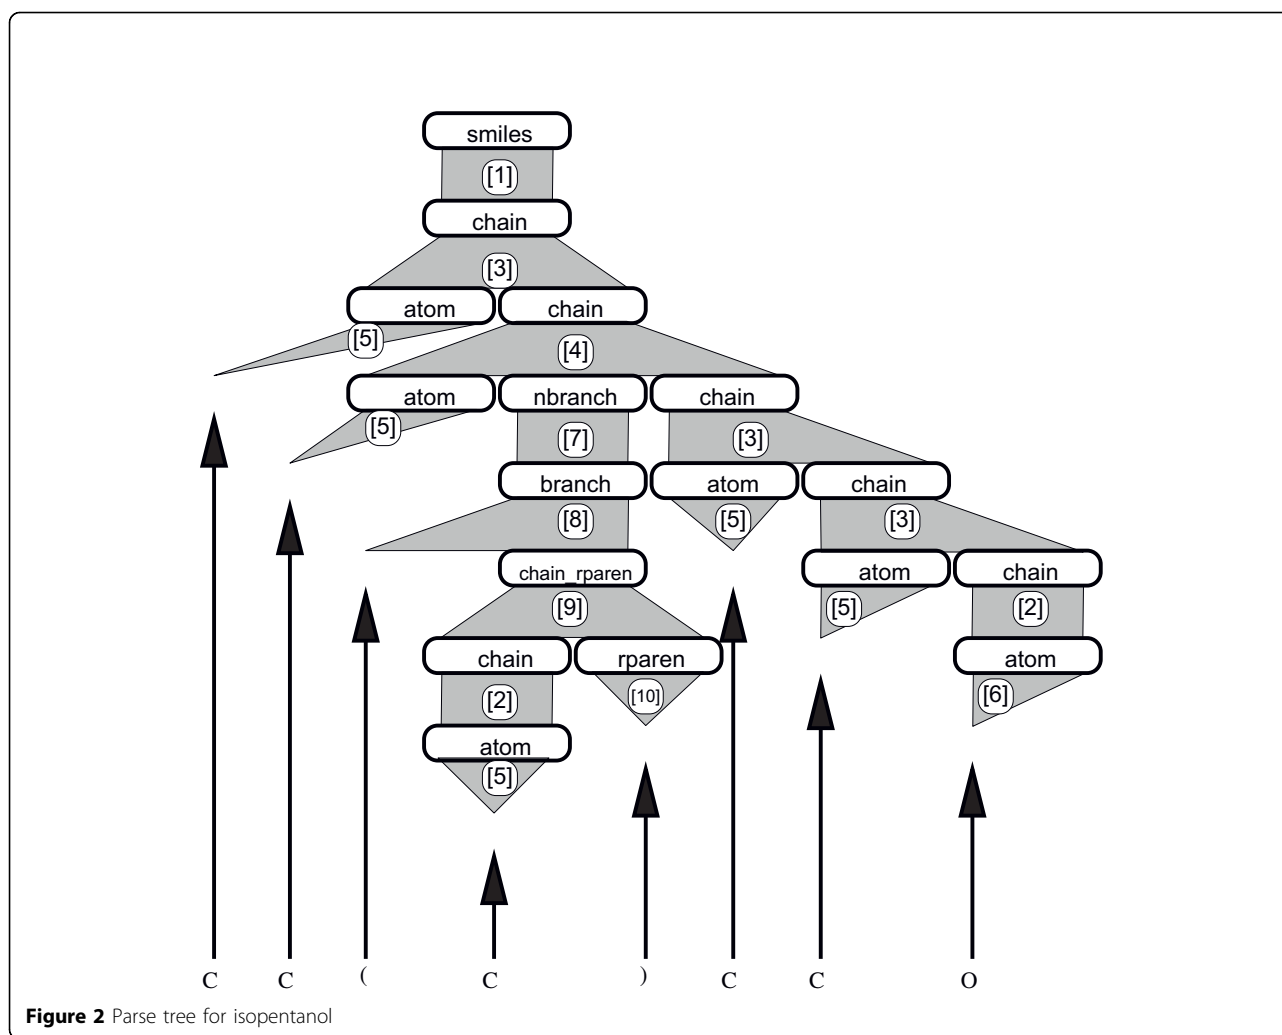 smiles
[1]
chain
[3]
atom chain
[5] [4]
atom nbranch chain
[5] [7] [3]
branch atom chain
[8] [5] [3]
chain_rparen atom chain
[9] [5] [2]
chain rparen atom
[2] [10] [6]
atom
[5]
C C ( C ) C C O
Figure 2 Parse tree for isopentanol